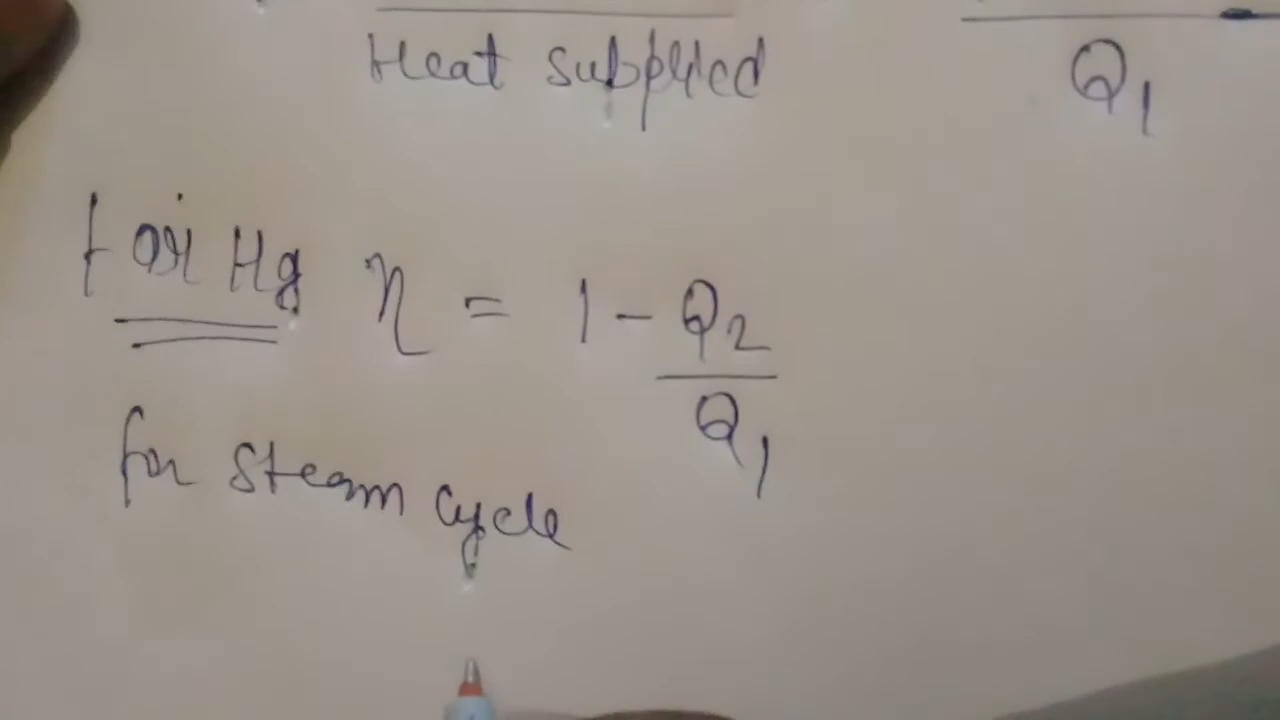 Heat supplied
Q1
For Hg η = 1 - Q2
Q1
for steam cycle